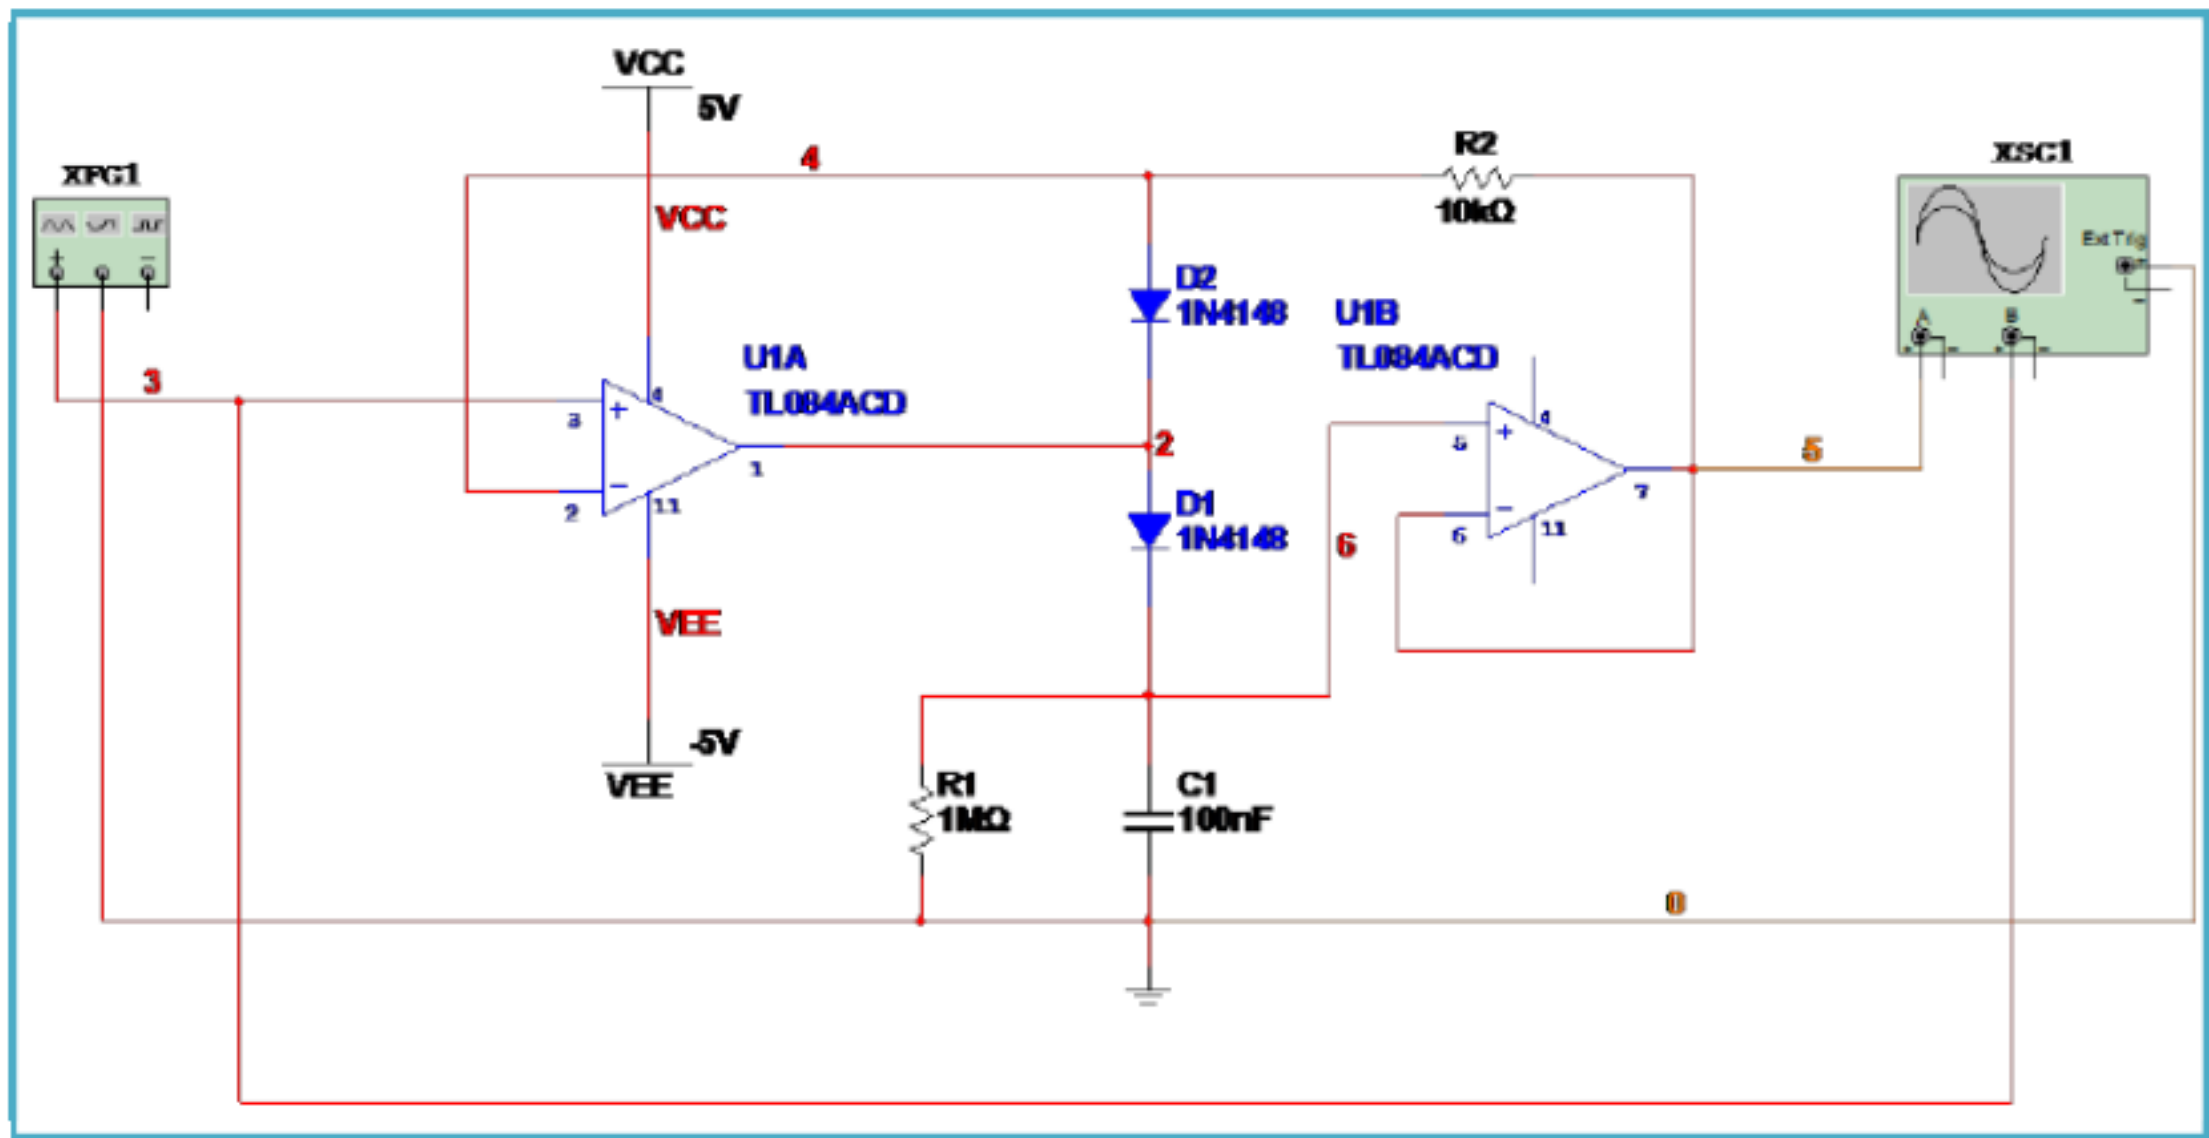 VCC
5V
R2
XSC1
4
XFG1
VCC
10kΩ
Ext Trig
+
−
D2
1N4148
U1B
TL084ACD
A
B
U1A
TL084ACD
3
4
3
+
2
1
−
2
11
4
5
+
5
7
−
6
11
D1
1N4148
6
VEE
-5V
VEE
R1
1MΩ
C1
100nF
0